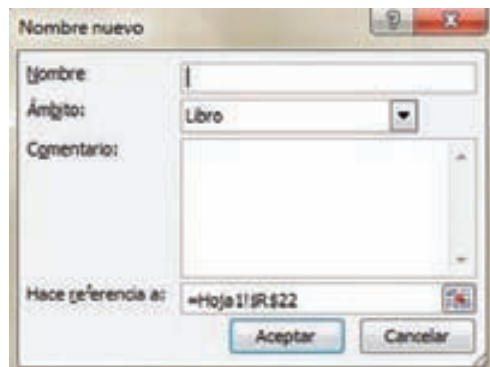 Nombre nuevo
Nombre
Ámbito:
Libro
Comentario:
Hace referencia a:
=Hoja1!$R$22
Aceptar
Cancelar